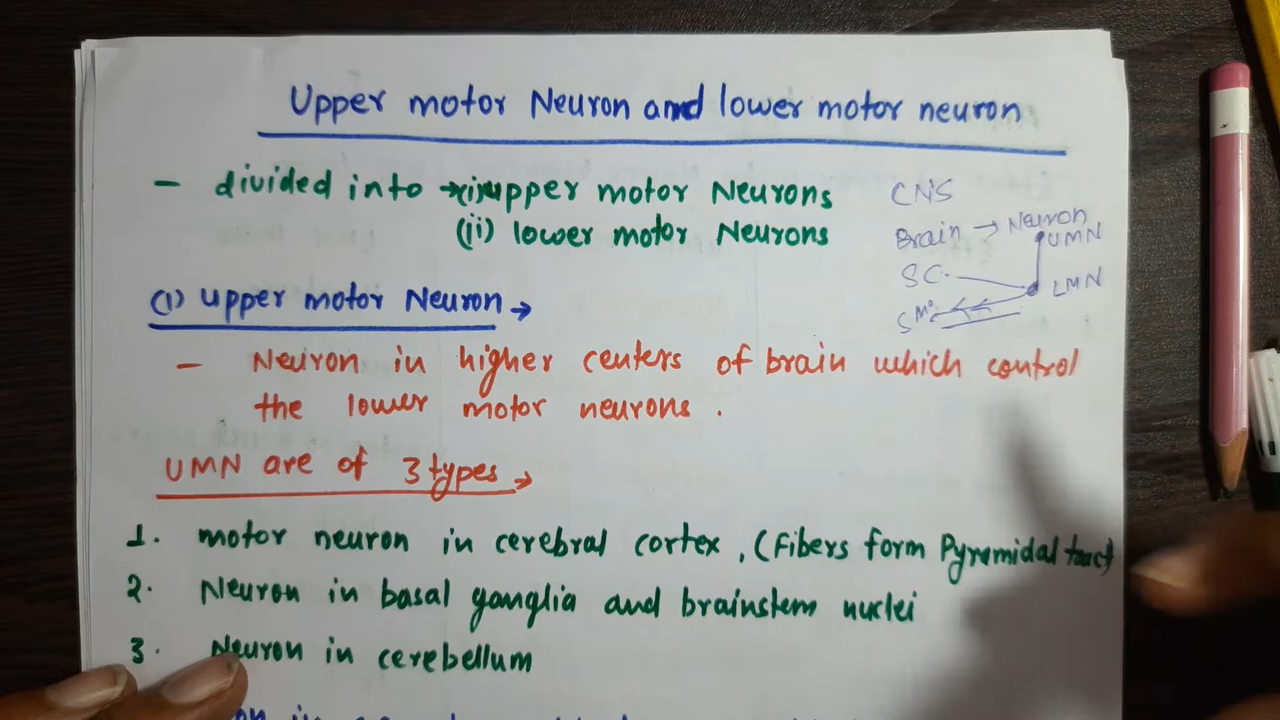 Upper motor Neuron and lower motor neuron
- divided into → (i) upper motor Neurons
(ii) lower motor Neurons
CNS
Brain → Neuron
UMN
SC
LMN
(1) upper motor Neuron →
- Neuron in higher centers of brain which control
the lower motor neurons.
UMN are of 3 types →
1. motor neuron in cerebral cortex, (Fibers form Pyramidal tract)
2. Neuron in basal ganglia and brainstem nuclei
3. Neuron in cerebellum